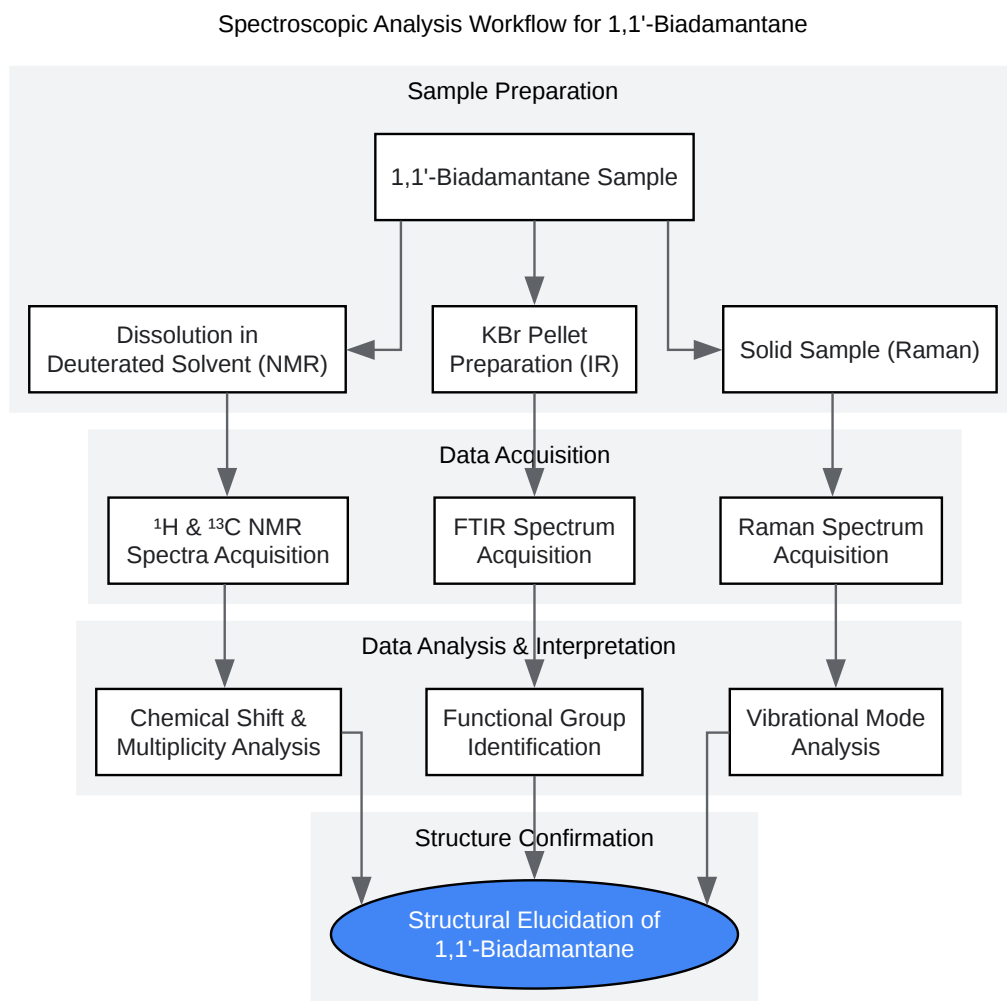 Spectroscopic Analysis Workflow for 1,1'-Biadamantane
Sample Preparation
1,1'-Biadamantane Sample
Dissolution in
Deuterated Solvent (NMR)
KBr Pellet
Preparation (IR)
Solid Sample (Raman)
Data Acquisition
¹H & ¹³C NMR
Spectra Acquisition
FTIR Spectrum
Acquisition
Raman Spectrum
Acquisition
Data Analysis & Interpretation
Chemical Shift &
Multiplicity Analysis
Functional Group
Identification
Vibrational Mode
Analysis
Structure Confirmation
Structural Elucidation of
1,1'-Biadamantane